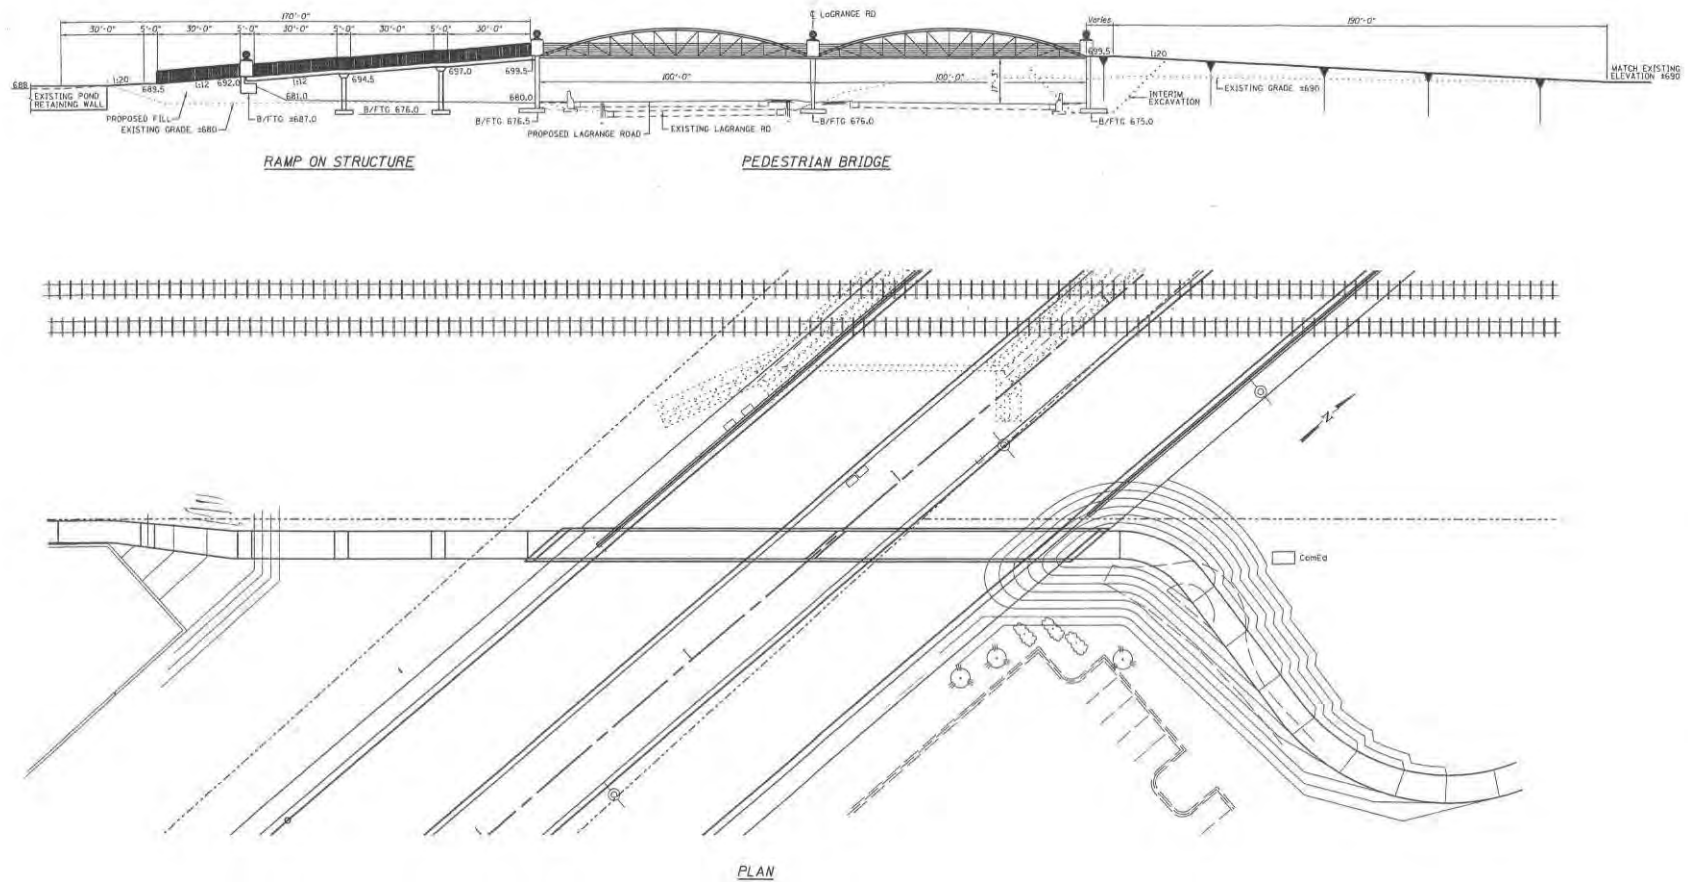 170'-0"
30'-0" 5'-0" 30'-0" 5'-0" 30'-0" 5'-0" 30'-0" 5'-0" 30'-0"
℄ LaGRANGE RD
Varies 190'-0"
688
1:20
689.5
1:12
692.0
1:12
681.0
694.5
697.0
699.5
680.0
100'-0"
100'-0"
699.5
1:20
MATCH EXISTING
ELEVATION ±690
EXISTING POND
RETAINING WALL
PROPOSED FILL
EXISTING GRADE ±680
B/FTG ±687.0
B/FTG 676.0
B/FTG 676.5
PROPOSED LAGRANGE ROAD
EXISTING LAGRANGE RD
B/FTG 676.0
B/FTG 675.0
INTERIM
EXCAVATION
EXISTING GRADE ±690
RAMP ON STRUCTURE
PEDESTRIAN BRIDGE
N
ComEd
PLAN